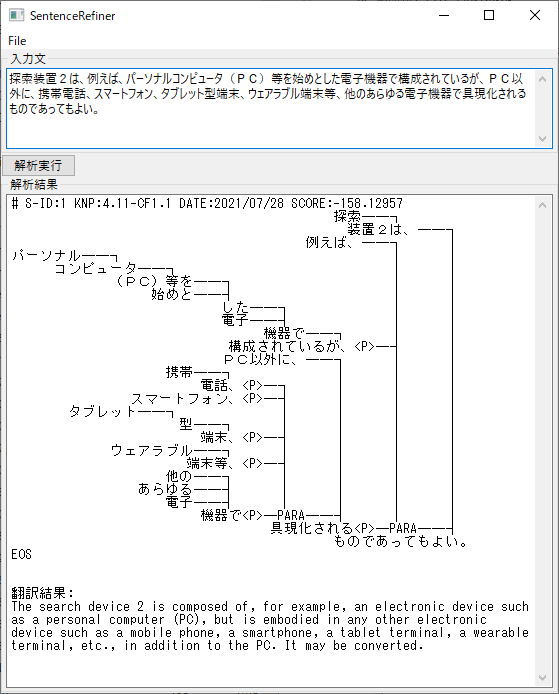 SentenceRefiner
File
入力文
探索装置２は、例えば、パーソナルコンピュータ（ＰＣ）等を始めとした電子機器で構成されているが、ＰＣ以
外に、携帯電話、スマートフォン、タブレット型端末、ウェアラブル端末等、他のあらゆる電子機器で具現化される
ものであってもよい。
解析実行
解析結果
# S-ID:1 KNP:4.11-CF1.1 DATE:2021/07/28 SCORE:-158.12957
探索──┐
装置２は、──┐
例えば、──┤
パーソナル──┐
コンピュータ──┐
（ＰＣ）等を──┐
始めと──┤
した──┐
電子──┤
機器で──┐
構成されているが、<P>─┤
ＰＣ以外に、──┐
携帯──┐
電話、<P>─┐
スマートフォン、<P>─┤
タブレット──┐
型──┐
端末、<P>─┤
ウェアラブル──┐
端末等、<P>─┤
他の──┐
あらゆる──┤
電子──┤
機器で<P>─PARA──┤
具現化される<P>─PARA──┤
ものであってもよい。
EOS
翻訳結果:
The search device 2 is composed of, for example, an electronic device such
as a personal computer (PC), but is embodied in any other electronic
device such as a mobile phone, a smartphone, a tablet terminal, a wearable
terminal, etc., in addition to the PC. It may be converted.